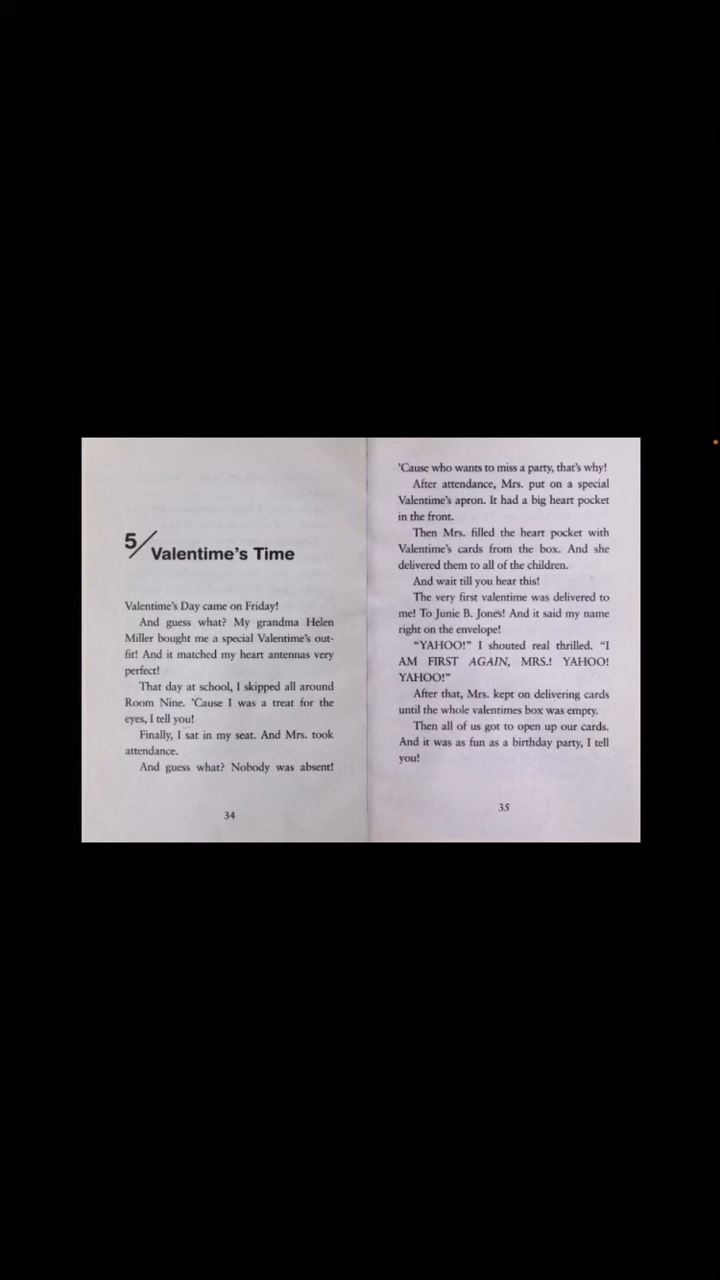 5/Valentime's Time
Valentime's Day came on Friday!
And guess what? My grandma Helen
Miller bought me a special Valentime's out-
fit! And it matched my heart antennas very
perfect!
That day at school, I skipped all around
Room Nine. 'Cause I was a treat for the
eyes, I tell you!
Finally, I sat in my seat. And Mrs. took
attendance.
And guess what? Nobody was absent!
34
'Cause who wants to miss a party, that's why!
After attendance, Mrs. put on a special
Valentime's apron. It had a big heart pocket
in the front.
Then Mrs. filled the heart pocket with
Valentime's cards from the box. And she
delivered them to all of the children.
And wait till you hear this!
The very first valentime was delivered to
me! To Junie B. Jones! And it said my name
right on the envelope!
"YAHOO!" I shouted real thrilled. "I
AM FIRST AGAIN, MRS.! YAHOO!
YAHOO!"
After that, Mrs. kept on delivering cards
until the whole valentimes box was empty.
Then all of us got to open up our cards.
And it was as fun as a birthday party, I tell
you!
35